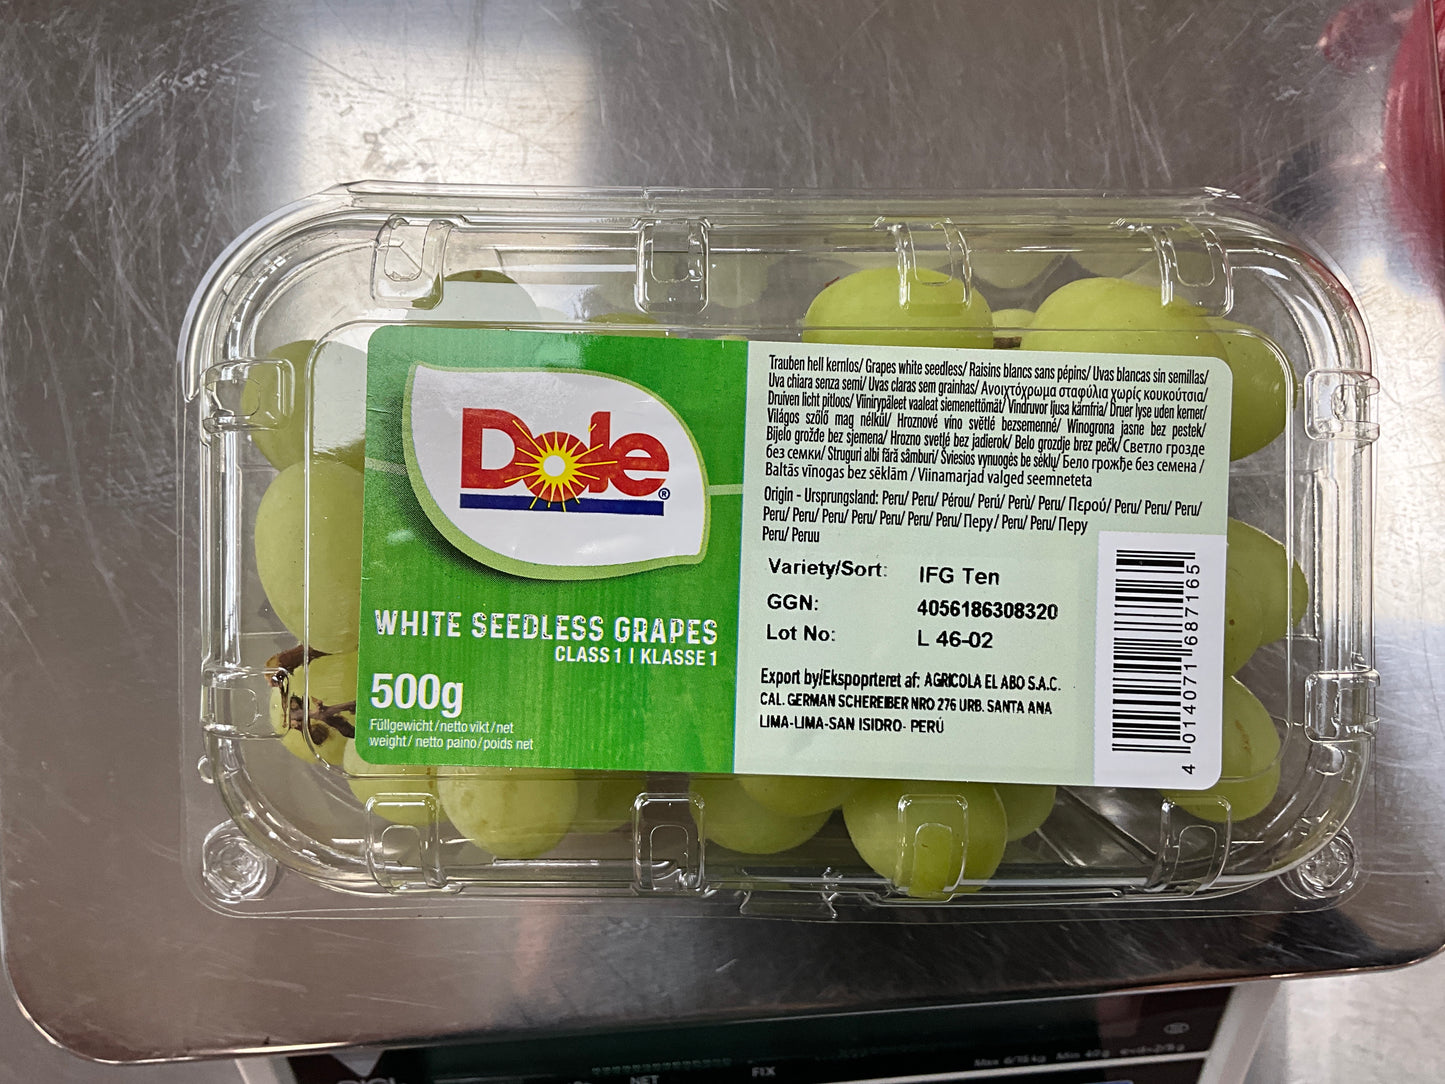 Dole®
WHITE SEEDLESS GRAPES
CLASS 1 | KLASSE 1
500g
Füllgewicht/netto vikt/net
weight/ netto paino/poids net
Trauben hell kernlos/ Grapes white seedless/ Raisins blancs sans pépins/ Uvas blancas sin semillas/
Uva chiara senza semi/ Uvas claras sem grainhas/ Ανοιχτόχρωμα σταφύλια χωρίς κουκούτσια/
Druiven licht pitloos/ Viinirypäleet vaaleat siemenettömät/ Vindruvor ljusa kärnfria/ Druer lyse uden kerner/
Világos szőlő mag nélkül/ Hroznové víno světlé bezsemenné/ Winogrona jasne bez pestek/
Bijelo grožđe bez sjemena/ Hrozno svetlé bez jadierok/ Belo grozdje brez pečk/ Светло грозде
без семки/ Struguri albi fără sâmburi/ Šviesios vynuogės be sėklų/ Бело грожђе без семена /
Baltās vīnogas bez sēklām / Viinamarjad valged seemneteta
Origin - Ursprungsland: Peru/ Peru/ Pérou/ Perú/ Perù/ Peru/ Περού/ Peru/ Peru/ Peru/
Peru/ Peru/ Peru/ Peru/ Peru/ Peru/ Peru/ Перу / Peru/ Peru/ Перу
Peru/ Peruu
Variety/Sort: IFG Ten
GGN: 4056186308320
Lot No: L 46-02
Export by/Ekspoprteret af: AGRICOLA EL ABO S.A.C.
CAL. GERMAN SCHEREIBER NRO 276 URB. SANTA ANA
LIMA-LIMA-SAN ISIDRO- PERÚ
4 014071 687165
NET
FIX